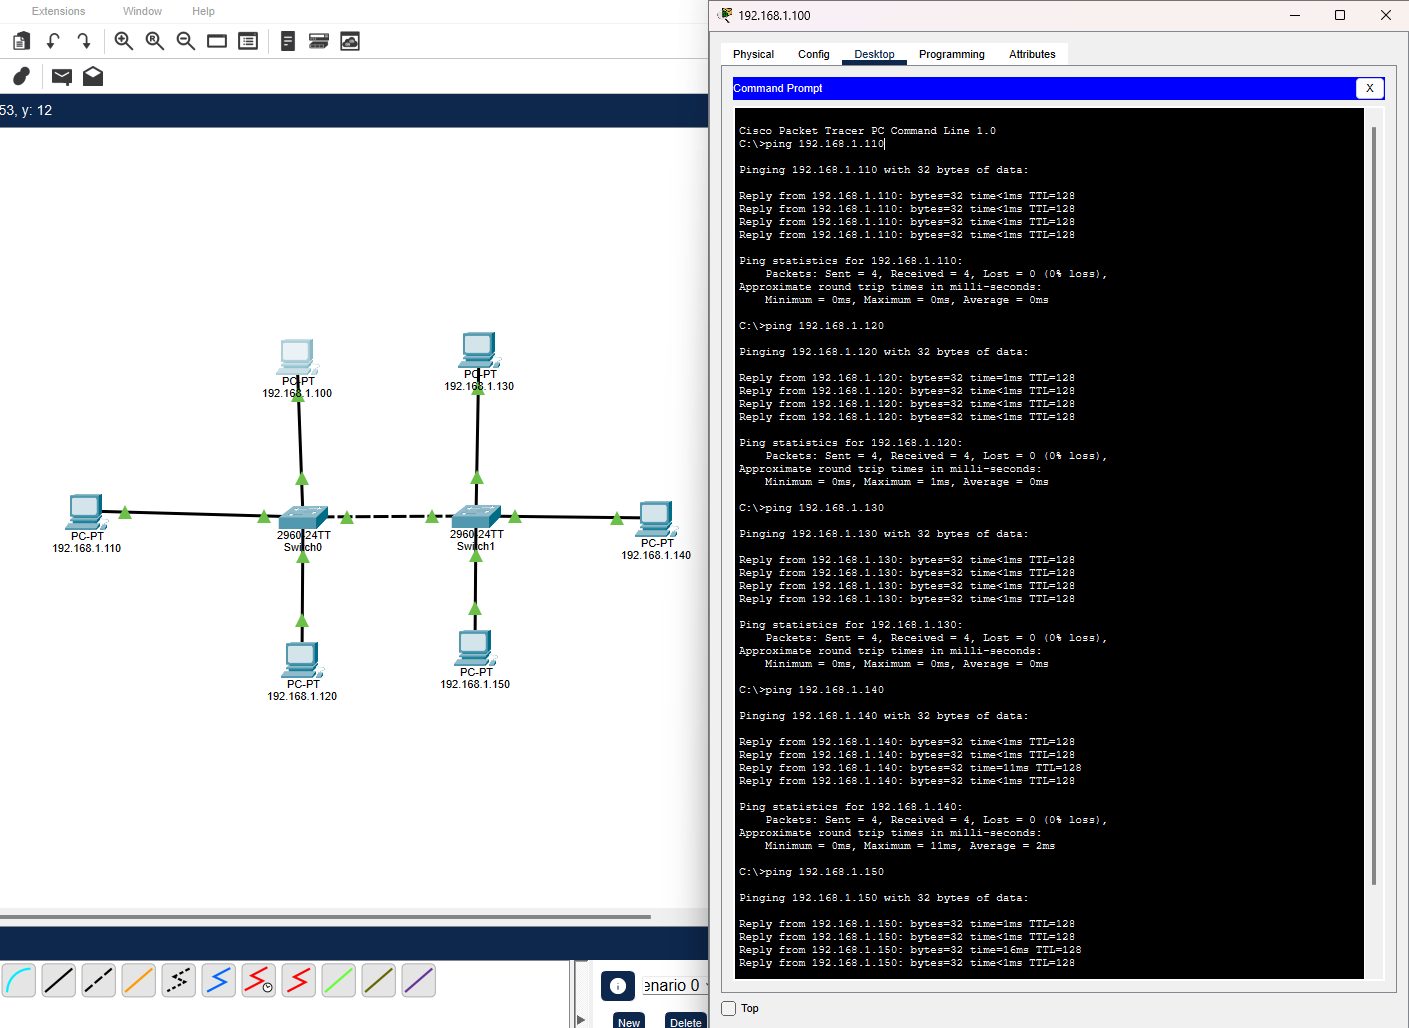 Extensions Window Help
53, y: 12
PC-PT
192.168.1.100
PC-PT
192.168.1.130
PC-PT
192.168.1.110
2960-24TT
Switch0
2960-24TT
Switch1
PC-PT
192.168.1.140
PC-PT
192.168.1.120
PC-PT
192.168.1.150
enario 0
New Delete
192.168.1.100
Physical Config Desktop Programming Attributes
Command Prompt X
Cisco Packet Tracer PC Command Line 1.0
C:\>ping 192.168.1.110
Pinging 192.168.1.110 with 32 bytes of data:
Reply from 192.168.1.110: bytes=32 time<1ms TTL=128
Reply from 192.168.1.110: bytes=32 time<1ms TTL=128
Reply from 192.168.1.110: bytes=32 time<1ms TTL=128
Reply from 192.168.1.110: bytes=32 time<1ms TTL=128
Ping statistics for 192.168.1.110:
Packets: Sent = 4, Received = 4, Lost = 0 (0% loss),
Approximate round trip times in milli-seconds:
Minimum = 0ms, Maximum = 0ms, Average = 0ms
C:\>ping 192.168.1.120
Pinging 192.168.1.120 with 32 bytes of data:
Reply from 192.168.1.120: bytes=32 time=1ms TTL=128
Reply from 192.168.1.120: bytes=32 time<1ms TTL=128
Reply from 192.168.1.120: bytes=32 time<1ms TTL=128
Reply from 192.168.1.120: bytes=32 time<1ms TTL=128
Ping statistics for 192.168.1.120:
Packets: Sent = 4, Received = 4, Lost = 0 (0% loss),
Approximate round trip times in milli-seconds:
Minimum = 0ms, Maximum = 1ms, Average = 0ms
C:\>ping 192.168.1.130
Pinging 192.168.1.130 with 32 bytes of data:
Reply from 192.168.1.130: bytes=32 time<1ms TTL=128
Reply from 192.168.1.130: bytes=32 time<1ms TTL=128
Reply from 192.168.1.130: bytes=32 time<1ms TTL=128
Reply from 192.168.1.130: bytes=32 time<1ms TTL=128
Ping statistics for 192.168.1.130:
Packets: Sent = 4, Received = 4, Lost = 0 (0% loss),
Approximate round trip times in milli-seconds:
Minimum = 0ms, Maximum = 0ms, Average = 0ms
C:\>ping 192.168.1.140
Pinging 192.168.1.140 with 32 bytes of data:
Reply from 192.168.1.140: bytes=32 time<1ms TTL=128
Reply from 192.168.1.140: bytes=32 time<1ms TTL=128
Reply from 192.168.1.140: bytes=32 time=11ms TTL=128
Reply from 192.168.1.140: bytes=32 time<1ms TTL=128
Ping statistics for 192.168.1.140:
Packets: Sent = 4, Received = 4, Lost = 0 (0% loss),
Approximate round trip times in milli-seconds:
Minimum = 0ms, Maximum = 11ms, Average = 2ms
C:\>ping 192.168.1.150
Pinging 192.168.1.150 with 32 bytes of data:
Reply from 192.168.1.150: bytes=32 time=1ms TTL=128
Reply from 192.168.1.150: bytes=32 time<1ms TTL=128
Reply from 192.168.1.150: bytes=32 time=16ms TTL=128
Reply from 192.168.1.150: bytes=32 time<1ms TTL=128
Top